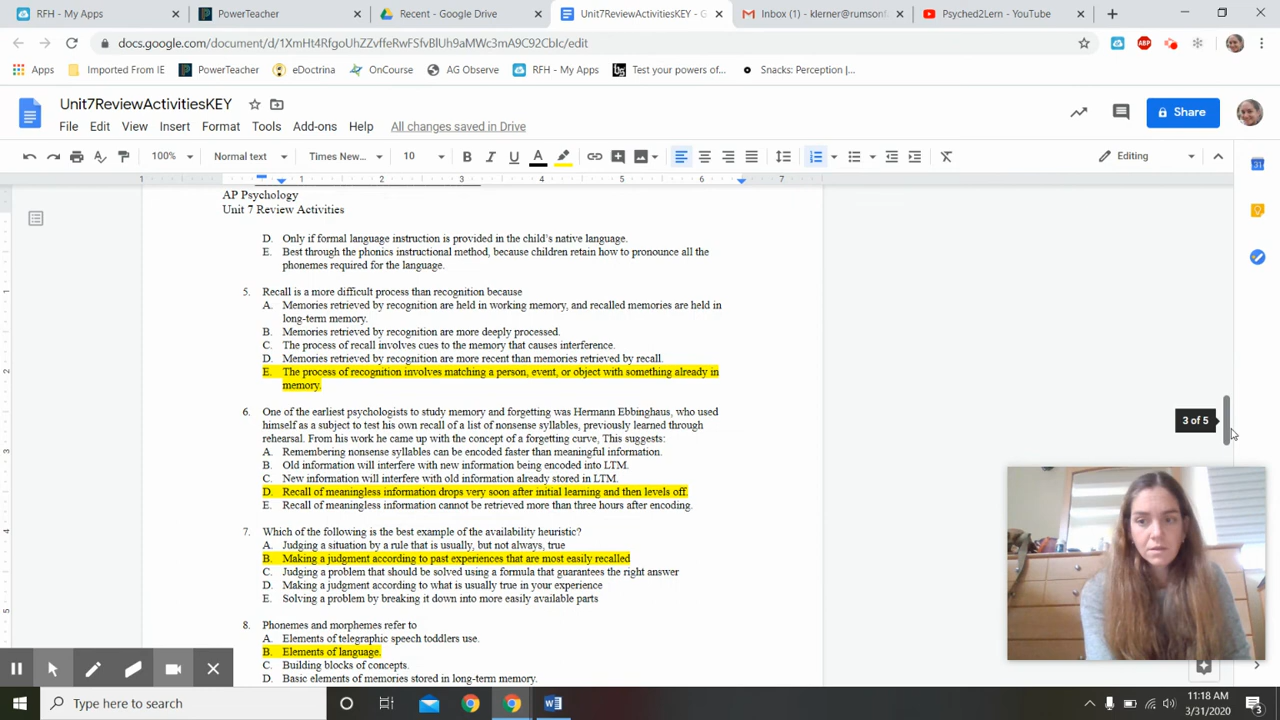 RFH - My Apps
PowerTeacher
Recent - Google Drive
Unit7ReviewActivitiesKEY - G
Inbox (1) - klerner@rumsonf
Psyched2Learn - YouTube
docs.google.com/document/d/1XmHt4RfgoUhZZvffeRwFSfvBlUh9aMWc3mA9C92CbIc/edit
Apps
Imported From IE
PowerTeacher
eDoctrina
OnCourse
AG Observe
RFH - My Apps
Test your powers of...
Snacks: Perception |...
Unit7ReviewActivitiesKEY
File Edit View Insert Format Tools Add-ons Help All changes saved in Drive
Share
100% Normal text Times New... 10 Editing
1 1 2 3 4 5 6 7
AP Psychology
Unit 7 Review Activities
D. Only if formal language instruction is provided in the child's native language.
E. Best through the phonics instructional method, because children retain how to pronounce all the
phonemes required for the language.
5. Recall is a more difficult process than recognition because
A. Memories retrieved by recognition are held in working memory, and recalled memories are held in
long-term memory.
B. Memories retrieved by recognition are more deeply processed.
C. The process of recall involves cues to the memory that causes interference.
D. Memories retrieved by recognition are more recent than memories retrieved by recall.
E. The process of recognition involves matching a person, event, or object with something already in
memory.
6. One of the earliest psychologists to study memory and forgetting was Hermann Ebbinghaus, who used
himself as a subject to test his own recall of a list of nonsense syllables, previously learned through
rehearsal. From his work he came up with the concept of a forgetting curve, This suggests:
A. Remembering nonsense syllables can be encoded faster than meaningful information.
B. Old information will interfere with new information being encoded into LTM.
C. New information will interfere with old information already stored in LTM.
D. Recall of meaningless information drops very soon after initial learning and then levels off.
E. Recall of meaningless information cannot be retrieved more than three hours after encoding.
7. Which of the following is the best example of the availability heuristic?
A. Judging a situation by a rule that is usually, but not always, true
B. Making a judgment according to past experiences that are most easily recalled
C. Judging a problem that should be solved using a formula that guarantees the right answer
D. Making a judgment according to what is usually true in your experience
E. Solving a problem by breaking it down into more easily available parts
8. Phonemes and morphemes refer to
A. Elements of telegraphic speech toddlers use.
B. Elements of language.
C. Building blocks of concepts.
D. Basic elements of memories stored in long-term memory.
3 of 5
Type here to search
11:18 AM
3/31/2020